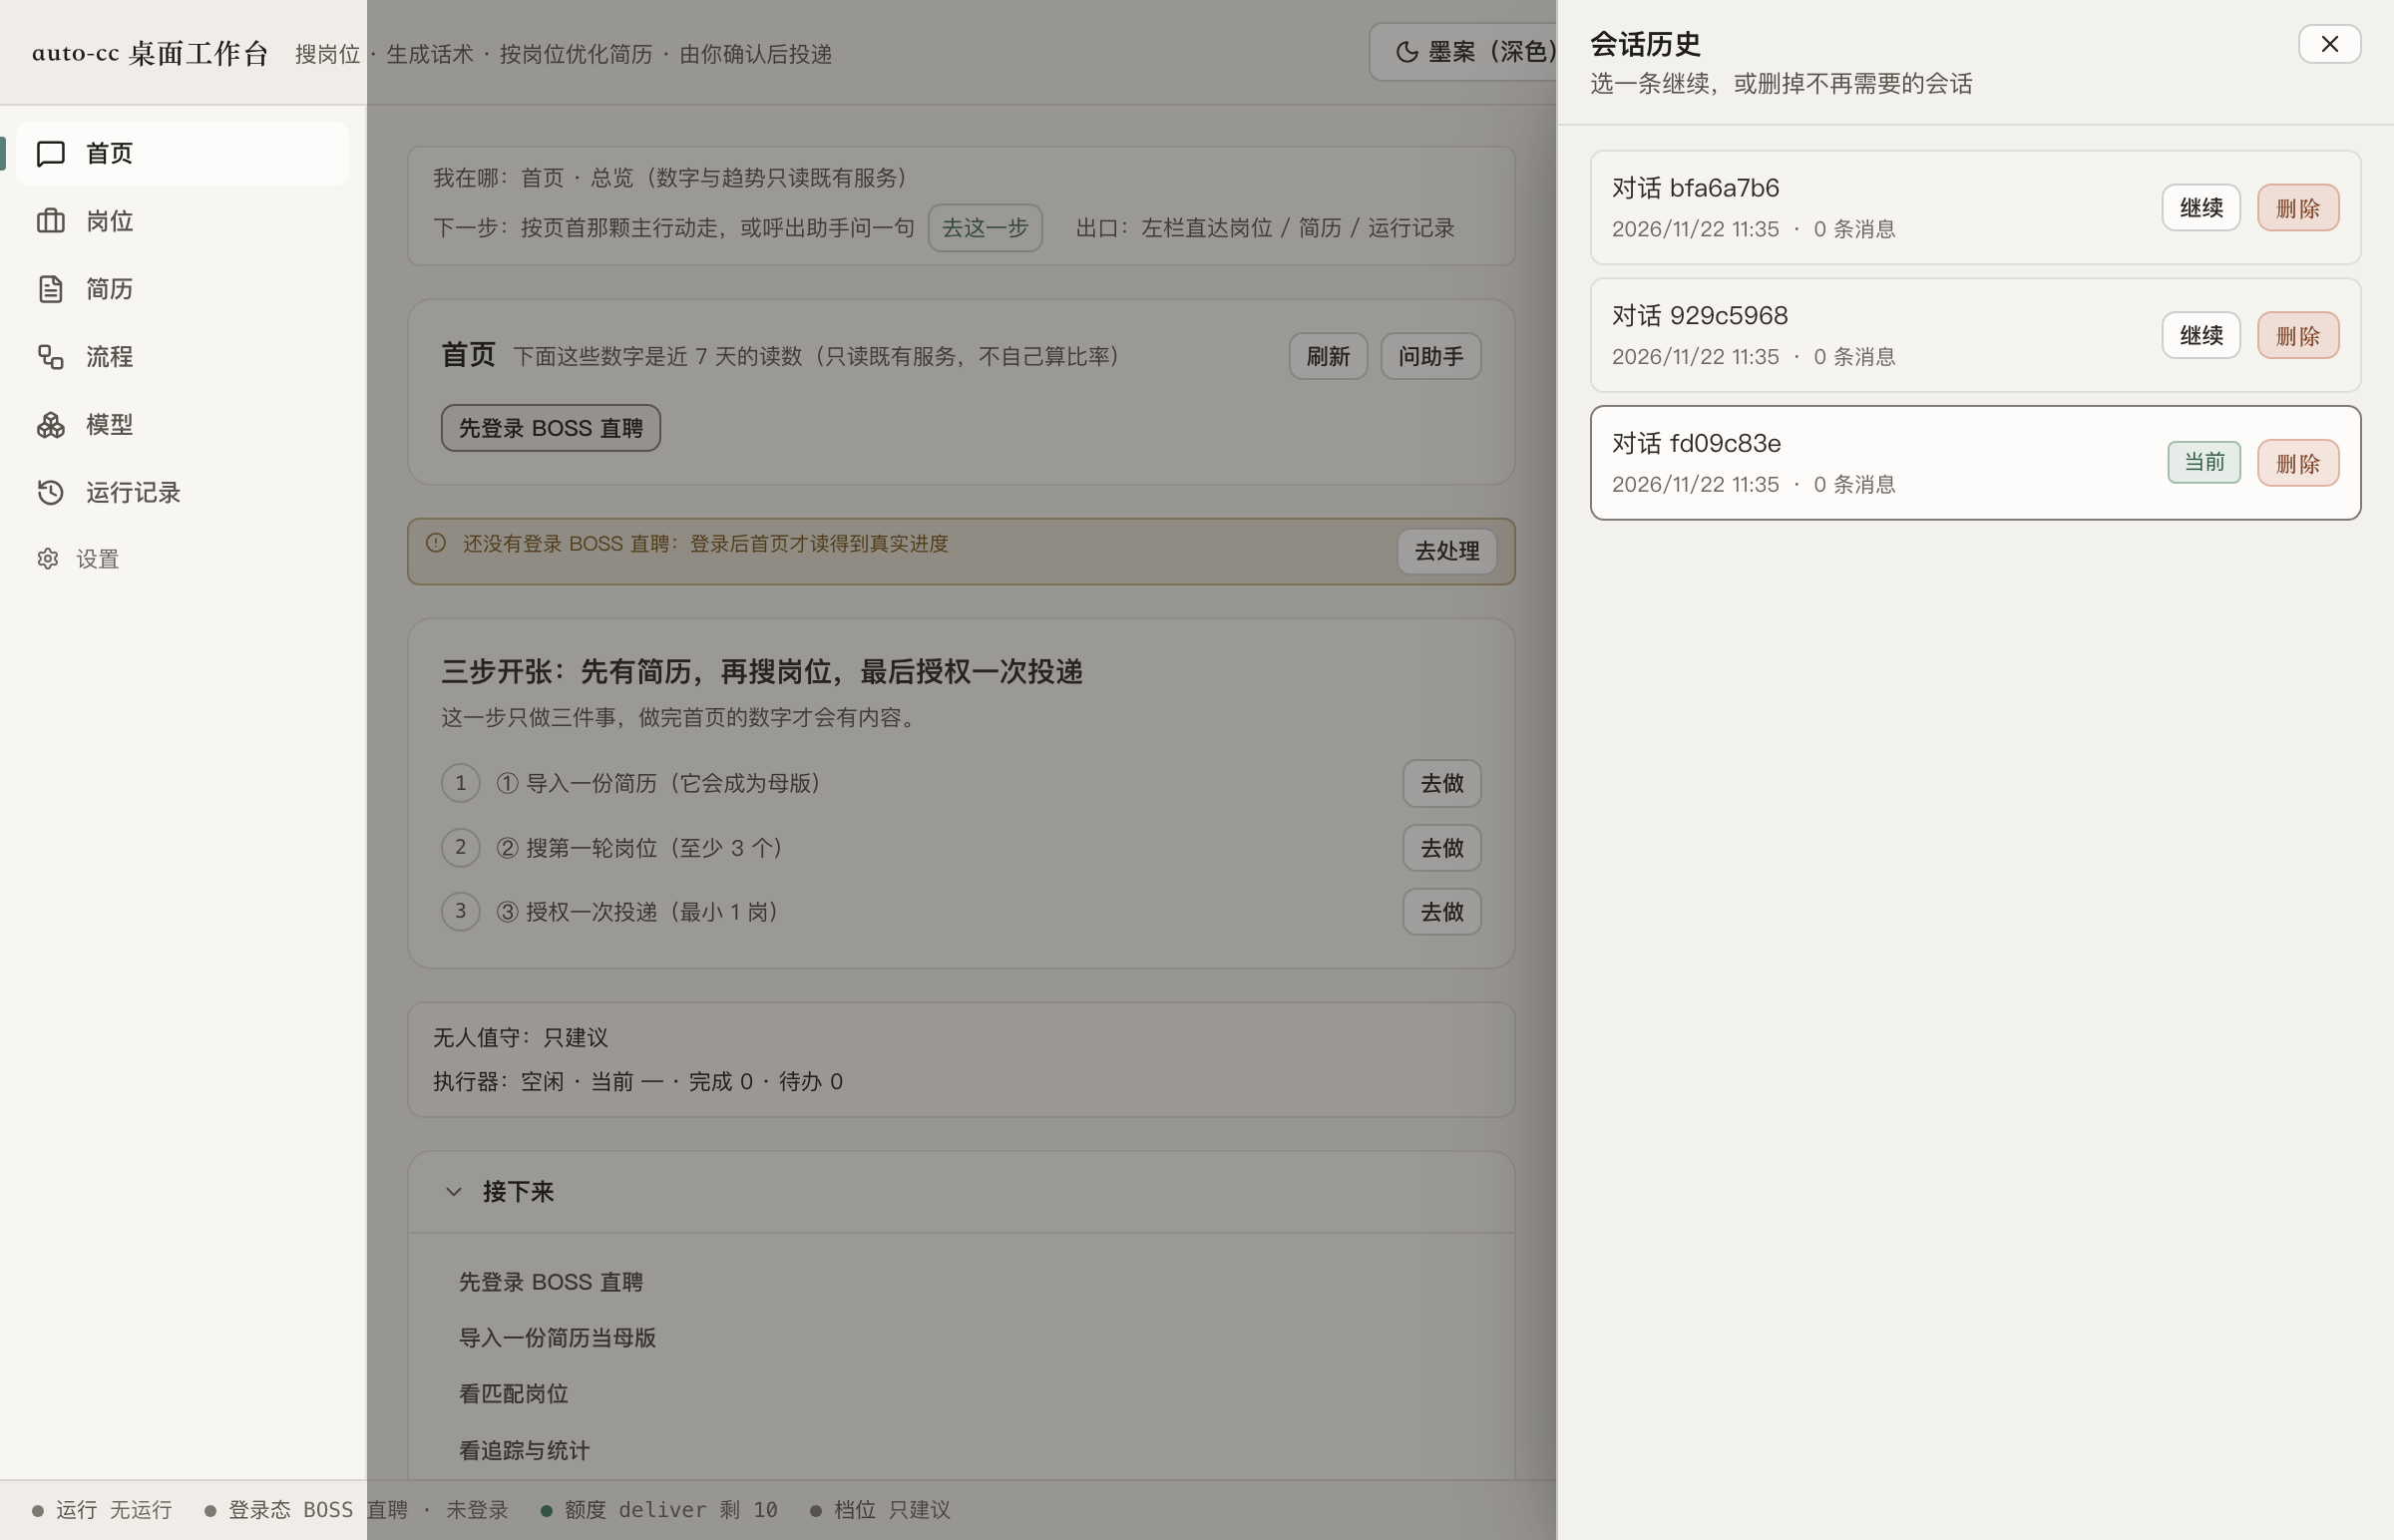 auto-cc 桌面工作台
搜岗位 · 生成话术 · 按岗位优化简历 · 由你确认后投递
墨案（深色）
首页
岗位
简历
流程
模型
运行记录
设置
我在哪：首页 · 总览（数字与趋势只读既有服务）
下一步：按页首那颗主行动走，或呼出助手问一句 去这一步 出口：左栏直达岗位 / 简历 / 运行记录
首页 下面这些数字是近 7 天的读数（只读既有服务，不自己算比率） 刷新 问助手
先登录 BOSS 直聘
还没有登录 BOSS 直聘：登录后首页才读得到真实进度 去处理
三步开张：先有简历，再搜岗位，最后授权一次投递
这一步只做三件事，做完首页的数字才会有内容。
1 ① 导入一份简历（它会成为母版） 去做
2 ② 搜第一轮岗位（至少 3 个） 去做
3 ③ 授权一次投递（最小 1 岗） 去做
无人值守：只建议
执行器：空闲 · 当前 — · 完成 0 · 待办 0
接下来
先登录 BOSS 直聘
导入一份简历当母版
看匹配岗位
看追踪与统计
会话历史
选一条继续，或删掉不再需要的会话
对话 bfa6a7b6
2026/11/22 11:35 · 0 条消息
继续 删除
对话 929c5968
2026/11/22 11:35 · 0 条消息
继续 删除
对话 fd09c83e
2026/11/22 11:35 · 0 条消息
当前 删除
运行 无运行 登录态 BOSS 直聘 · 未登录 额度 deliver 剩 10 档位 只建议